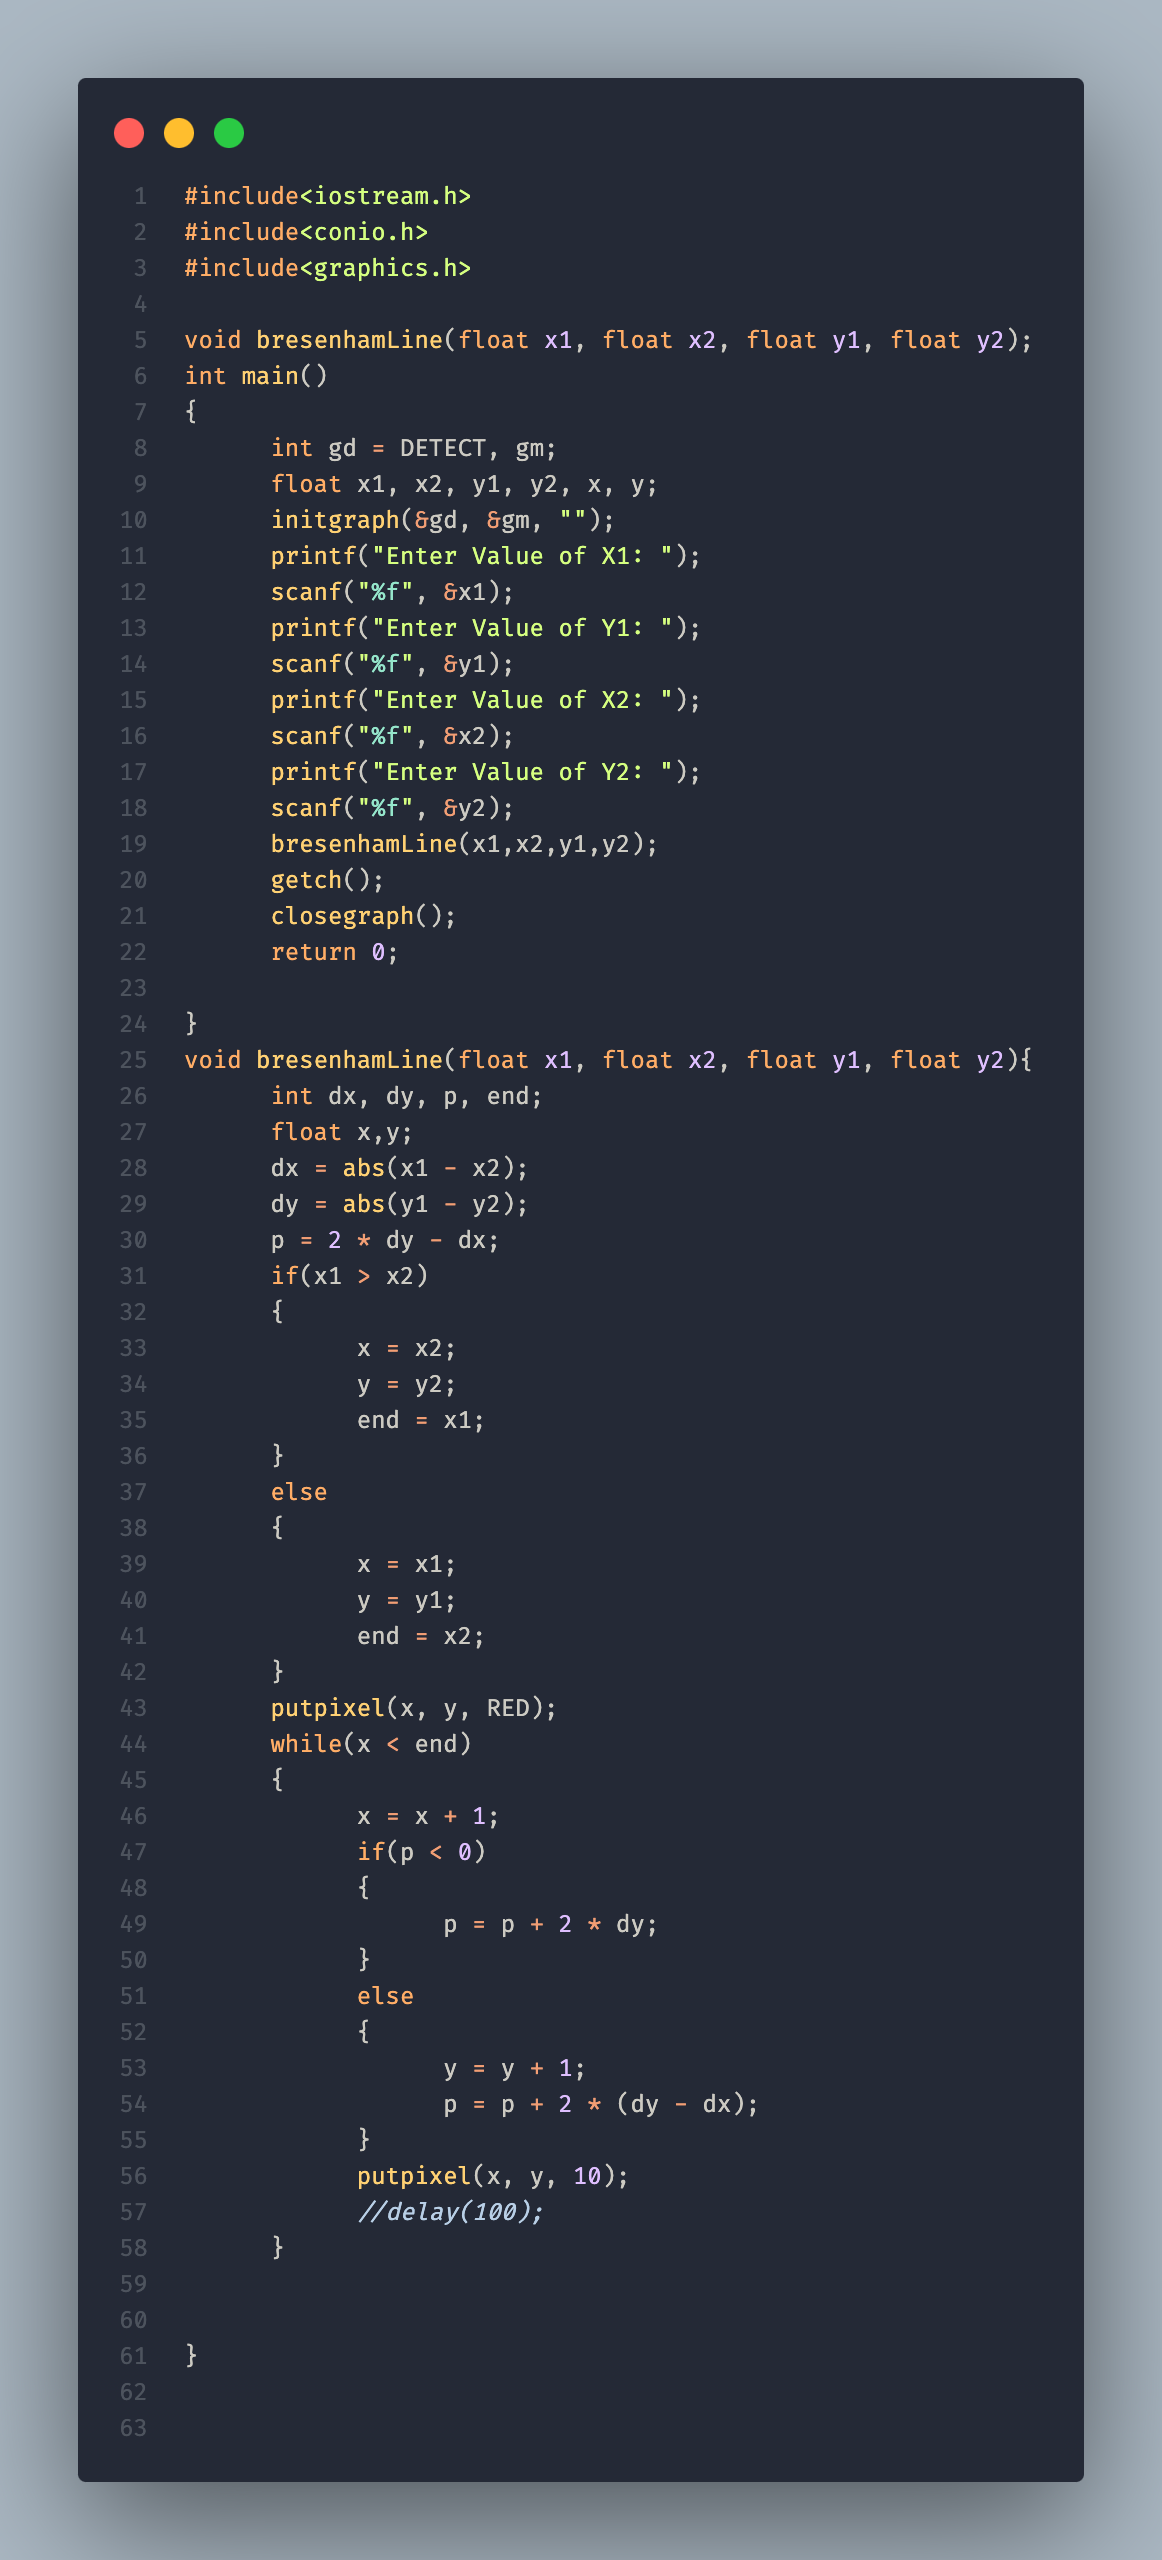 1 #include<iostream.h>
2 #include<conio.h>
3 #include<graphics.h>
4
5 void bresenhamLine(float x1, float x2, float y1, float y2);
6 int main()
7 {
8       int gd = DETECT, gm;
9       float x1, x2, y1, y2, x, y;
10       initgraph(&gd, &gm, "");
11       printf("Enter Value of X1: ");
12       scanf("%f", &x1);
13       printf("Enter Value of Y1: ");
14       scanf("%f", &y1);
15       printf("Enter Value of X2: ");
16       scanf("%f", &x2);
17       printf("Enter Value of Y2: ");
18       scanf("%f", &y2);
19       bresenhamLine(x1,x2,y1,y2);
20       getch();
21       closegraph();
22       return 0;
23
24 }
25 void bresenhamLine(float x1, float x2, float y1, float y2){
26       int dx, dy, p, end;
27       float x,y;
28       dx = abs(x1 - x2);
29       dy = abs(y1 - y2);
30       p = 2 * dy - dx;
31       if(x1 > x2)
32       {
33             x = x2;
34             y = y2;
35             end = x1;
36       }
37       else
38       {
39             x = x1;
40             y = y1;
41             end = x2;
42       }
43       putpixel(x, y, RED);
44       while(x < end)
45       {
46             x = x + 1;
47             if(p < 0)
48             {
49                   p = p + 2 * dy;
50             }
51             else
52             {
53                   y = y + 1;
54                   p = p + 2 * (dy - dx);
55             }
56             putpixel(x, y, 10);
57             //delay(100);
58       }
59
60
61 }
62
63